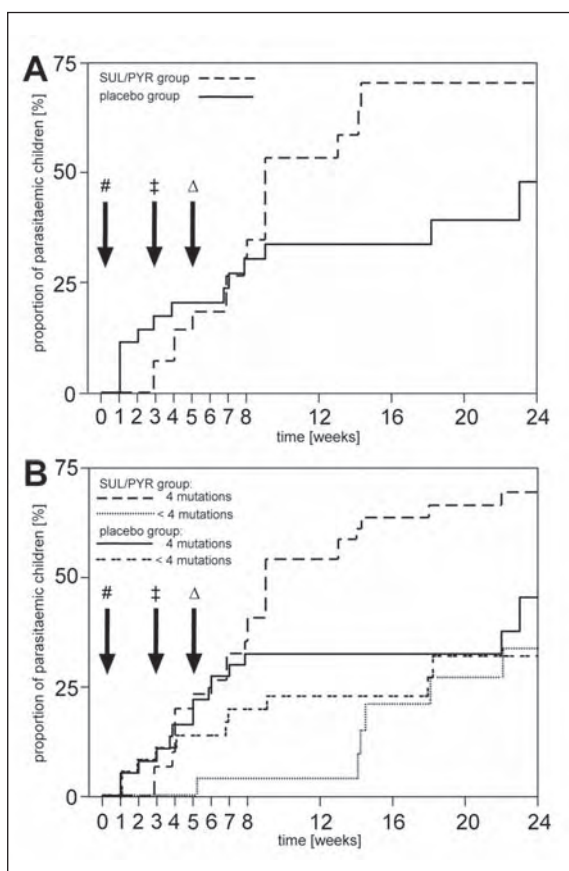 A
75
SUL/PYR group
placebo group
# ‡ Δ
50
25
0
proportion of parasitaemic children [%]
0 1 2 3 4 5 6 7 8 12 16 20 24
time [weeks]
B
75
SUL/PYR group:
4 mutations
< 4 mutations
placebo group:
4 mutations
< 4 mutations
# ‡ Δ
50
25
0
proportion of parasitaemic children [%]
0 1 2 3 4 5 6 7 8 12 16 20 24
time [weeks]